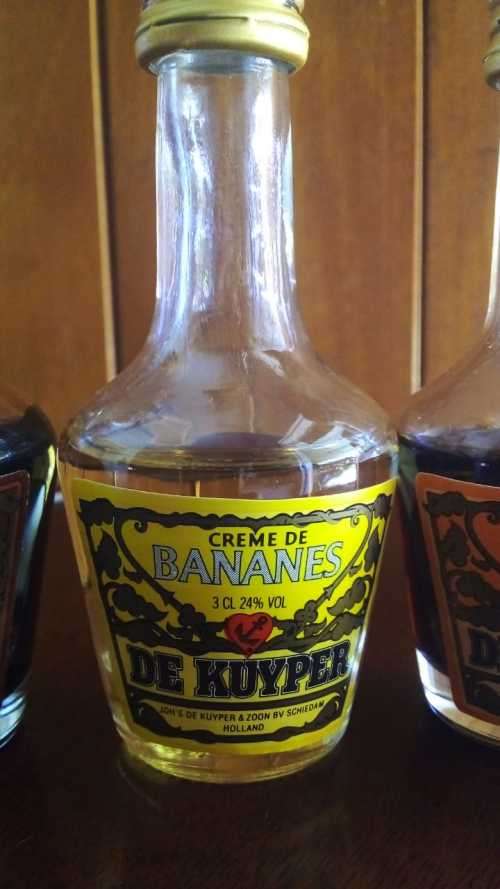 CREME DE
BANANES
3 CL 24% VOL
DE KUYPER
JOH'S DE KUYPER & ZOON BV SCHIEDAM
HOLLAND